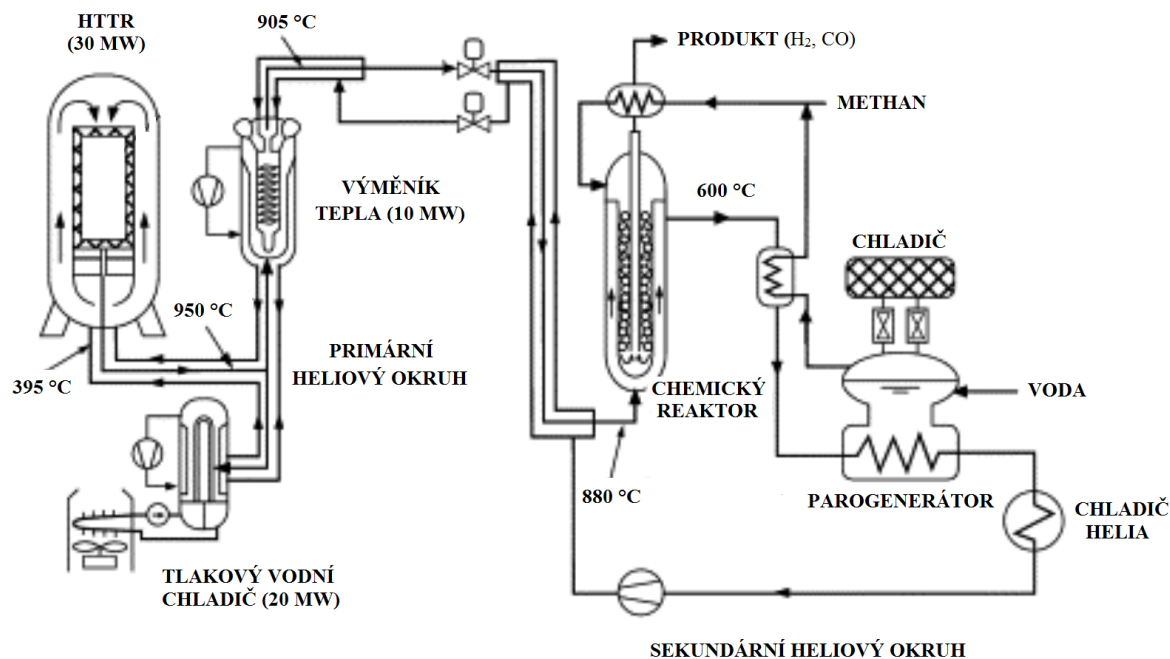 HTTR
(30 MW)
905 °C
PRODUKT (H₂, CO)
METHAN
VÝMĚNÍK
TEPLA (10 MW)
600 °C
CHLADIČ
950 °C
395 °C
PRIMÁRNÍ
HELIOVÝ OKRUH
CHEMICKÝ
REAKTOR
VODA
880 °C
PAROGENERÁTOR
CHLADIČ
HELIA
TLAKOVÝ VODNÍ
CHLADIČ (20 MW)
SEKUNDÁRNÍ HELIOVÝ OKRUH